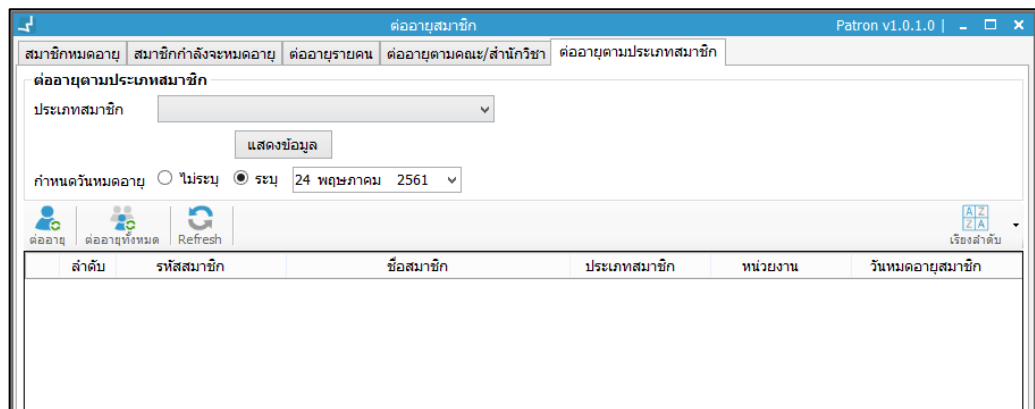 ต่ออายุสมาชิก Patron v1.0.1.0 |
สมาชิกหมดอายุ สมาชิกกำลังจะหมดอายุ ต่ออายุรายคน ต่ออายุตามคณะ/สำนักวิชา ต่ออายุตามประเภทสมาชิก
ต่ออายุตามประเภทสมาชิก
ประเภทสมาชิก
แสดงข้อมูล
กำหนดวันหมดอายุ ไม่ระบุ ระบุ 24 พฤษภาคม 2561
ต่ออายุ ต่ออายุทั้งหมด Refresh เรียงลำดับ
ลำดับ รหัสสมาชิก ชื่อสมาชิก ประเภทสมาชิก หน่วยงาน วันหมดอายุสมาชิก